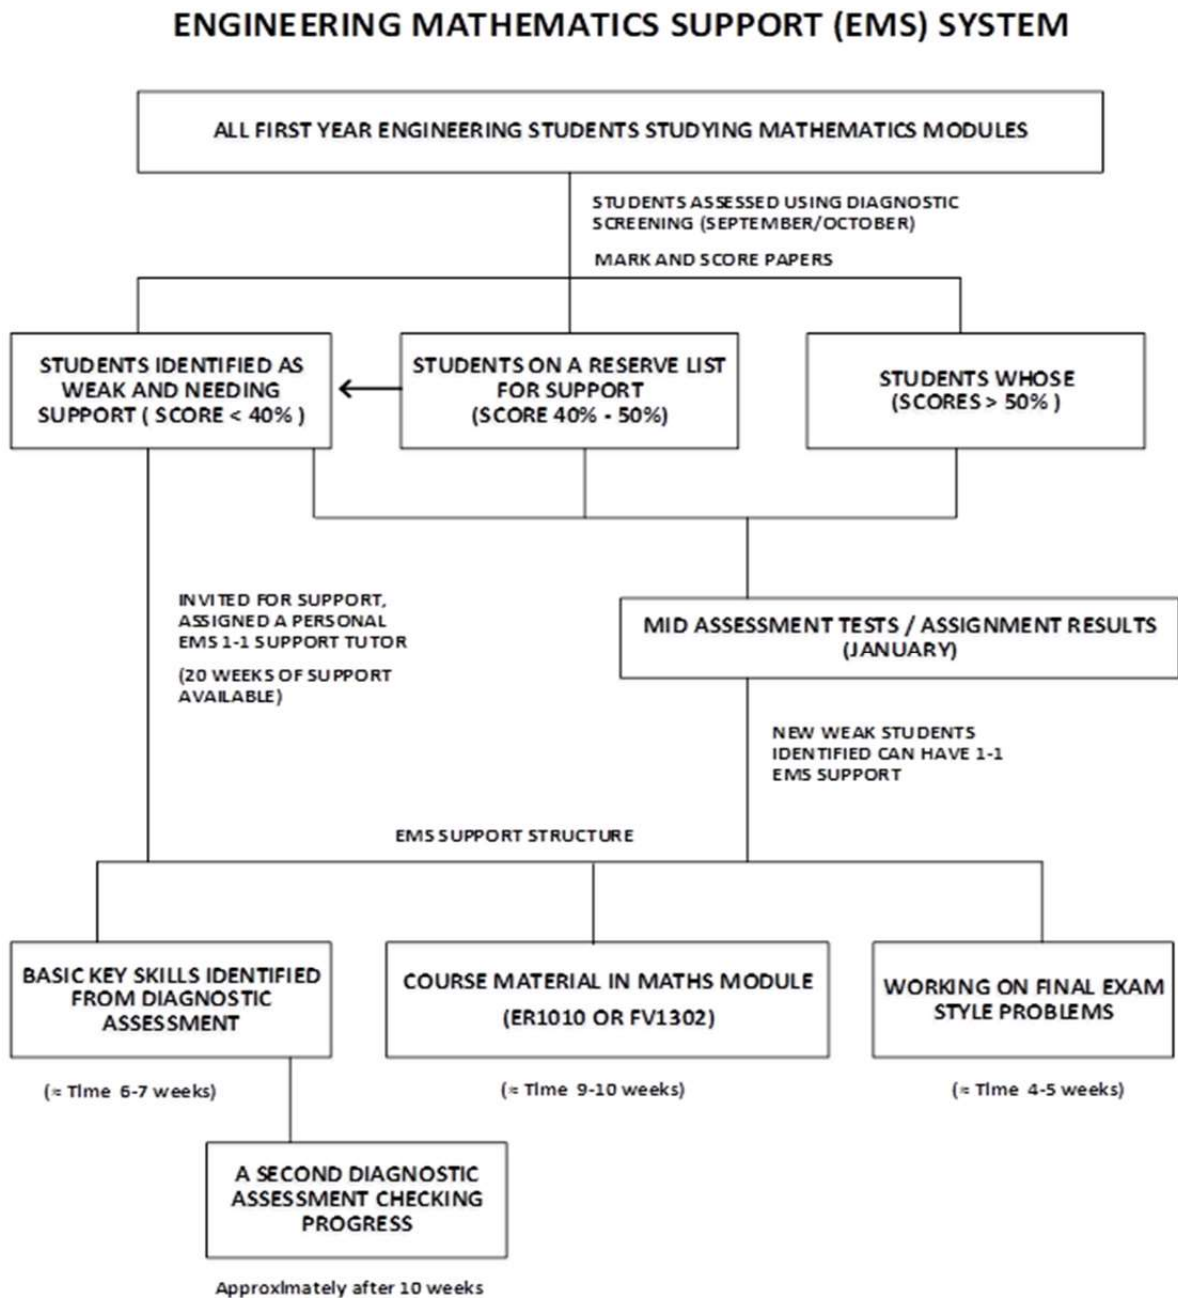 ENGINEERING MATHEMATICS SUPPORT (EMS) SYSTEM
ALL FIRST YEAR ENGINEERING STUDENTS STUDYING MATHEMATICS MODULES
STUDENTS ASSESSED USING DIAGNOSTIC
SCREENING (SEPTEMBER/OCTOBER)
MARK AND SCORE PAPERS
STUDENTS IDENTIFIED AS
WEAK AND NEEDING
SUPPORT ( SCORE < 40% )
STUDENTS ON A RESERVE LIST
FOR SUPPORT
(SCORE 40% - 50%)
STUDENTS WHOSE
(SCORES > 50% )
INVITED FOR SUPPORT,
ASSIGNED A PERSONAL
EMS 1-1 SUPPORT TUTOR
(20 WEEKS OF SUPPORT
AVAILABLE)
MID ASSESSMENT TESTS / ASSIGNMENT RESULTS
(JANUARY)
NEW WEAK STUDENTS
IDENTIFIED CAN HAVE 1-1
EMS SUPPORT
EMS SUPPORT STRUCTURE
BASIC KEY SKILLS IDENTIFIED
FROM DIAGNOSTIC
ASSESSMENT
(≈ Time 6-7 weeks)
COURSE MATERIAL IN MATHS MODULE
(ER1010 OR FV1302)
(≈ Time 9-10 weeks)
WORKING ON FINAL EXAM
STYLE PROBLEMS
(≈ Time 4-5 weeks)
A SECOND DIAGNOSTIC
ASSESSMENT CHECKING
PROGRESS
Approximately after 10 weeks